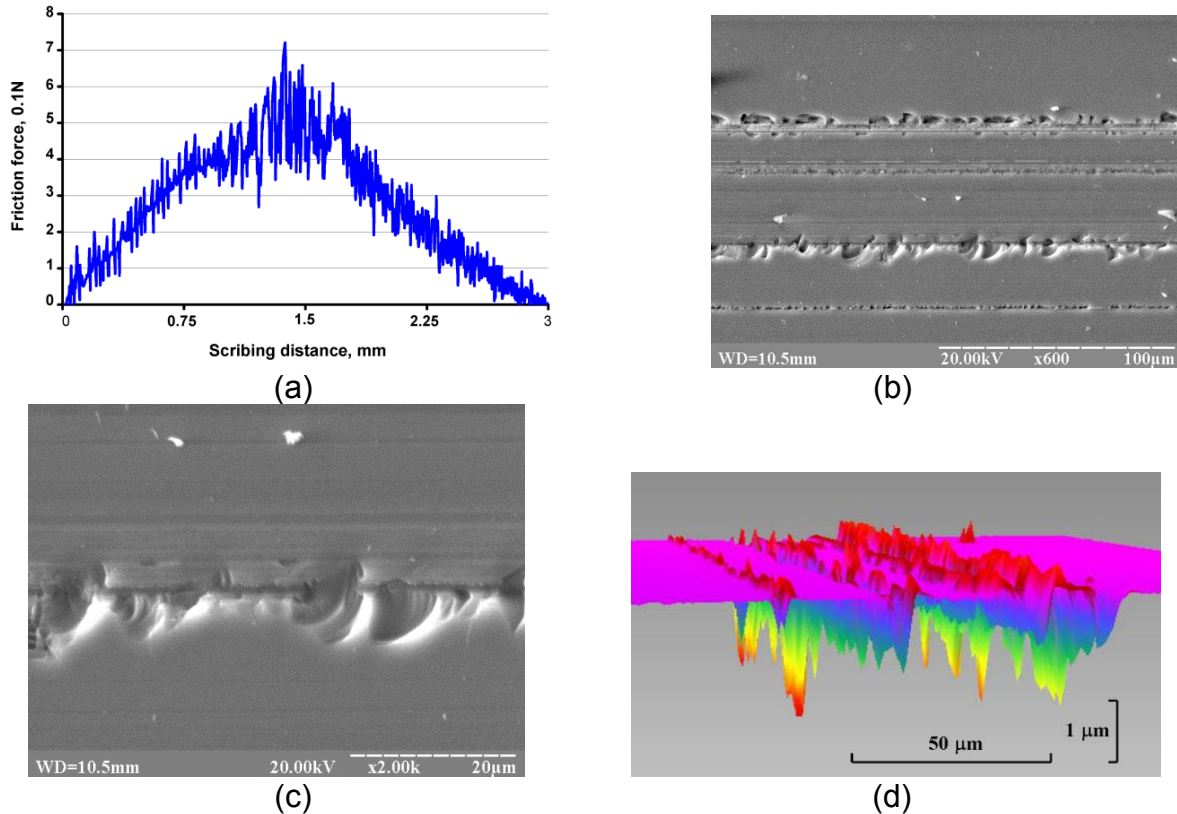 8
7
6
5
4
3
2
1
0
Friction force, 0.1N
0 0.75 1.5 2.25 3
Scribing distance, mm
(a)
WD=10.5mm 20.00kV x600 100µm
(b)
WD=10.5mm 20.00kV x2.00k 20µm
(c)
50 µm
1 µm
(d)